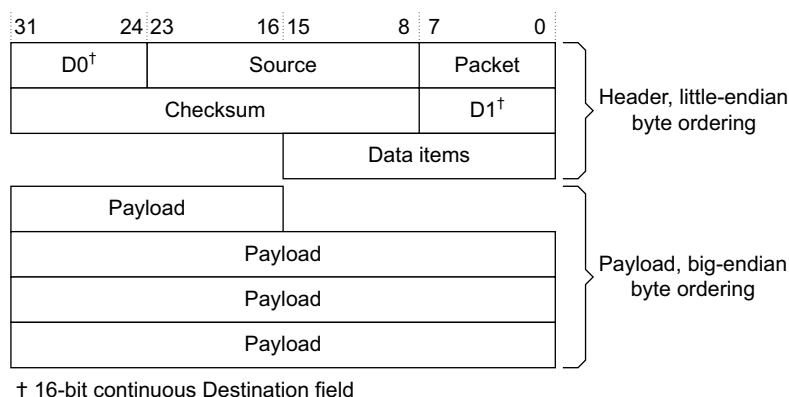 31 24 23 16 15 8 7 0
D0† Source Packet
Checksum D1†
Data items
Header, little-endian
byte ordering
Payload
Payload
Payload
Payload
Payload, big-endian
byte ordering
† 16-bit continuous Destination field